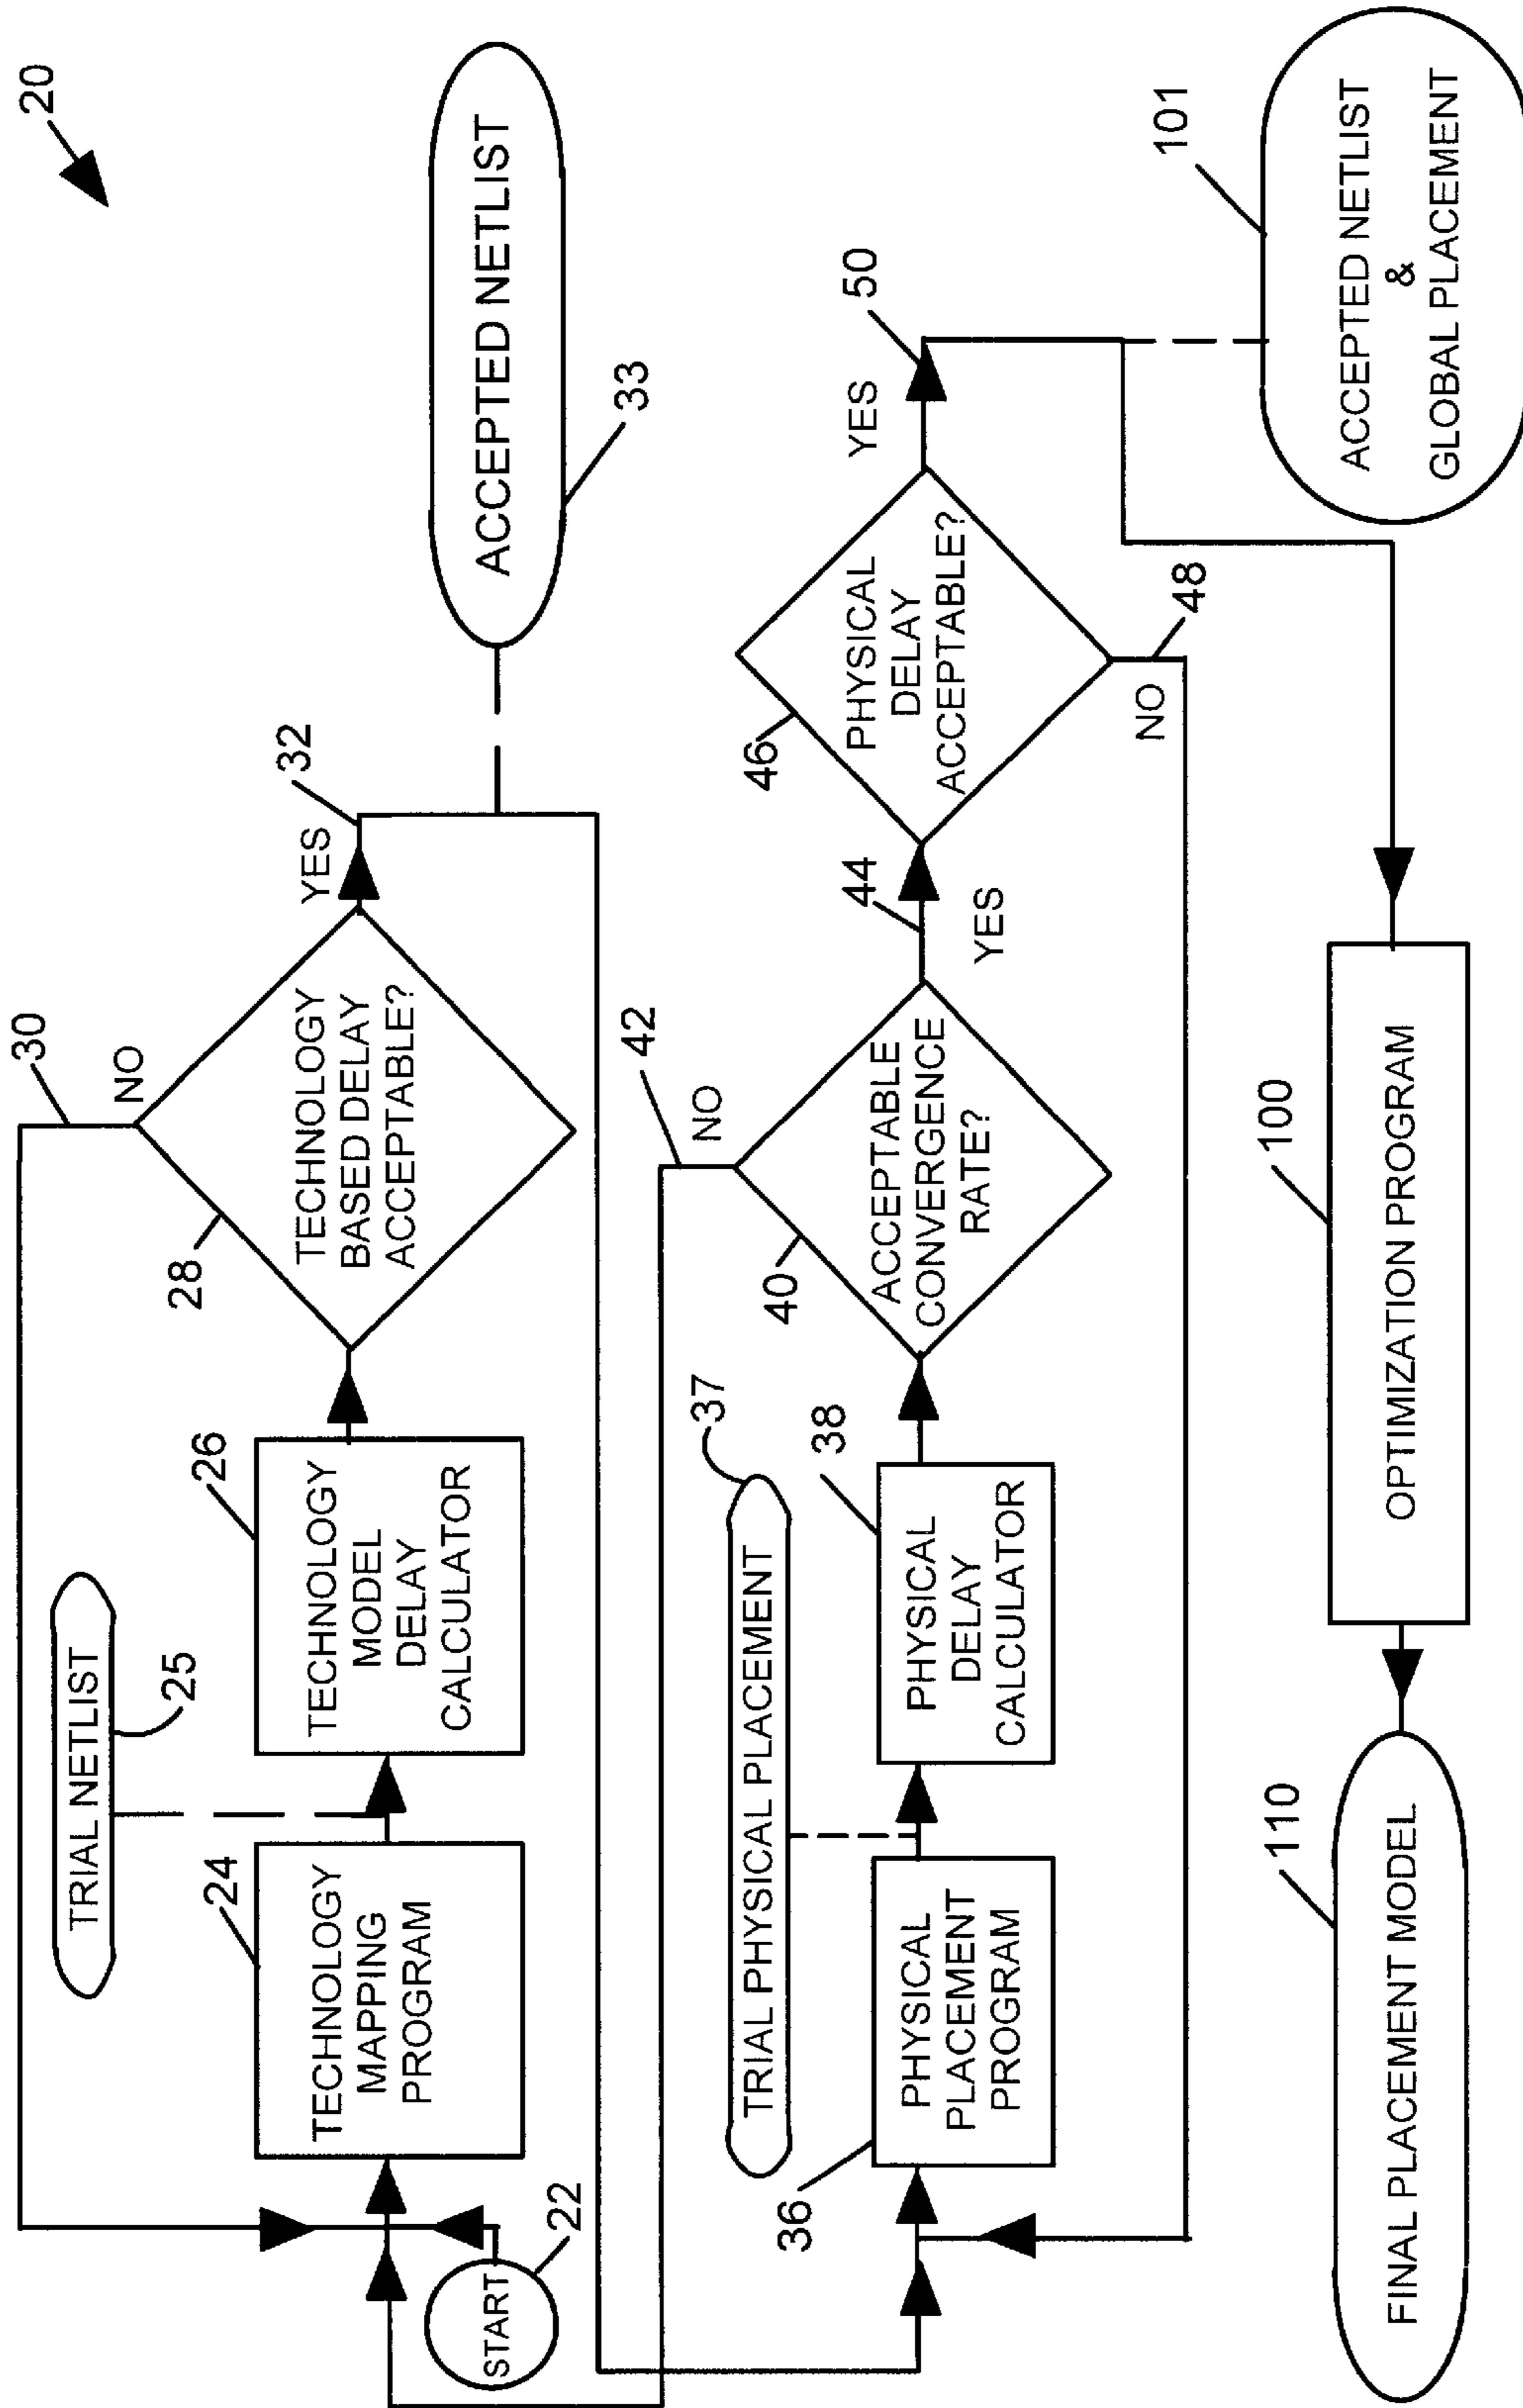 20
30
NO
TRIAL NETLIST
25
24
TECHNOLOGY
MAPPING
PROGRAM
26
TECHNOLOGY
MODEL
DELAY
CALCULATOR
28
TECHNOLOGY
BASED DELAY
ACCEPTABLE?
YES
32
ACCEPTED NETLIST
33
START
22
42
NO
TRIAL PHYSICAL PLACEMENT
37
36
PHYSICAL
PLACEMENT
PROGRAM
38
PHYSICAL
DELAY
CALCULATOR
40
ACCEPTABLE
CONVERGENCE
RATE?
44
YES
46
PHYSICAL
DELAY
ACCEPTABLE?
YES
50
NO
48
101
ACCEPTED NETLIST
&
GLOBAL PLACEMENT
100
OPTIMIZATION PROGRAM
110
FINAL PLACEMENT MODEL